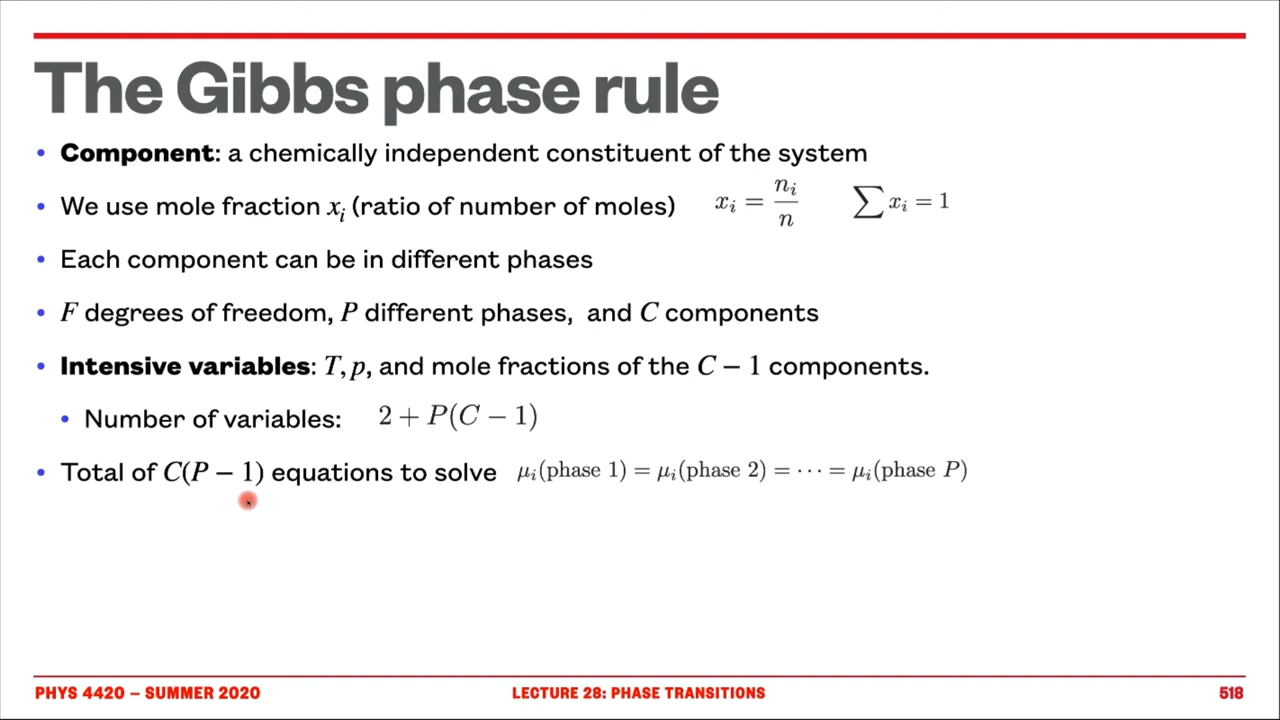 The Gibbs phase rule
• Component: a chemically independent constituent of the system
• We use mole fraction x_i (ratio of number of moles) x_i = n_i/n ∑ x_i = 1
• Each component can be in different phases
• F degrees of freedom, P different phases, and C components
• Intensive variables: T, p, and mole fractions of the C − 1 components.
• Number of variables: 2 + P(C − 1)
• Total of C(P − 1) equations to solve μ_i(phase 1) = μ_i(phase 2) = ··· = μ_i(phase P)
PHYS 4420 – SUMMER 2020 LECTURE 28: PHASE TRANSITIONS 518